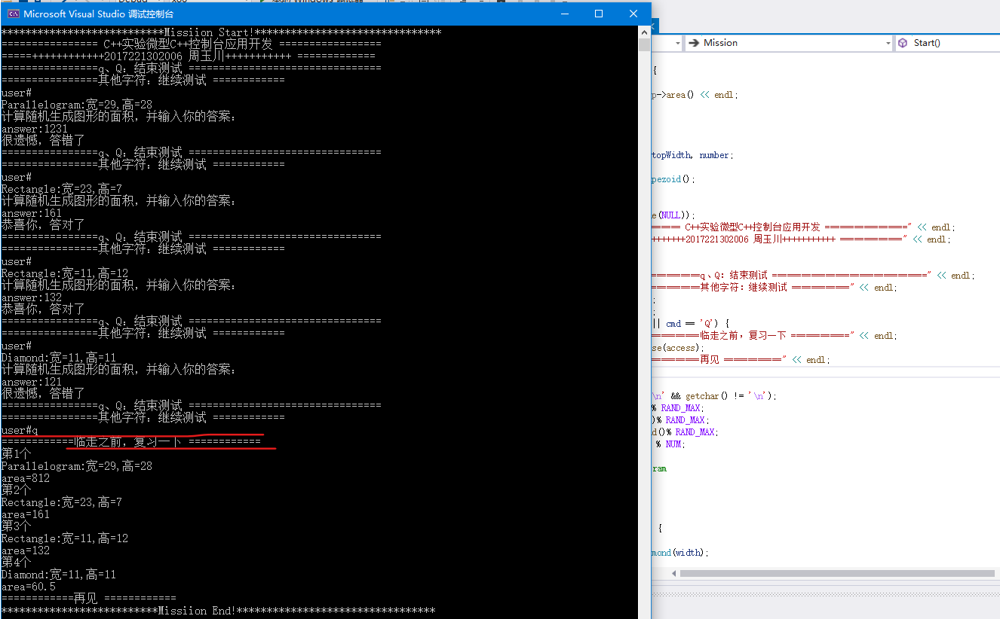 Microsoft Visual Studio 调试控制台
***************************Missiion Start!*******************************
================ C++实验微型C++控制台应用开发 =================
=====++++++++++++2017221302006 周玉川+++++++++++ =============
================q、Q：结束测试 ================================
================其他字符：继续测试 ============
user#
Parallelogram:宽=29,高=28
计算随机生成图形的面积，并输入你的答案：
answer:1231
很遗憾，答错了
================q、Q：结束测试 ================================
================其他字符：继续测试 ============
user#
Rectangle:宽=23,高=7
计算随机生成图形的面积，并输入你的答案：
answer:161
恭喜你，答对了
================q、Q：结束测试 ================================
================其他字符：继续测试 ============
user#
Rectangle:宽=11,高=12
计算随机生成图形的面积，并输入你的答案：
answer:132
恭喜你，答对了
================q、Q：结束测试 ================================
================其他字符：继续测试 ============
user#
Diamond:宽=11,高=11
计算随机生成图形的面积，并输入你的答案：
answer:121
很遗憾，答错了
================q、Q：结束测试 ================================
================其他字符：继续测试 ============
user#q
============临走之前，复习一下 ============
第1个
Parallelogram:宽=29,高=28
area=812
第2个
Rectangle:宽=23,高=7
area=161
第3个
Rectangle:宽=11,高=12
area=132
第4个
Diamond:宽=11,高=11
area=60.5
============再见 ============
**************************Missiion End!*********************************
Mission
Start()
{
p->area() << endl;
topWidth, number;
pezoid();
e(NULL));
====== C++实验微型C++控制台应用开发 =================" << endl;
+++++++2017221302006 周玉川+++++++++++ =============" << endl;
==========q、Q：结束测试 ================================" << endl;
==========其他字符：继续测试 ============" << endl;
;
;
|| cmd == 'Q') {
==========临走之前，复习一下 ============" << endl;
se(access);
==========再见 ============" << endl;
\n' && getchar() != '\n');
% RAND_MAX;
)% RAND_MAX;
d()% RAND_MAX;
% NUM;
ram
{
mond(width);